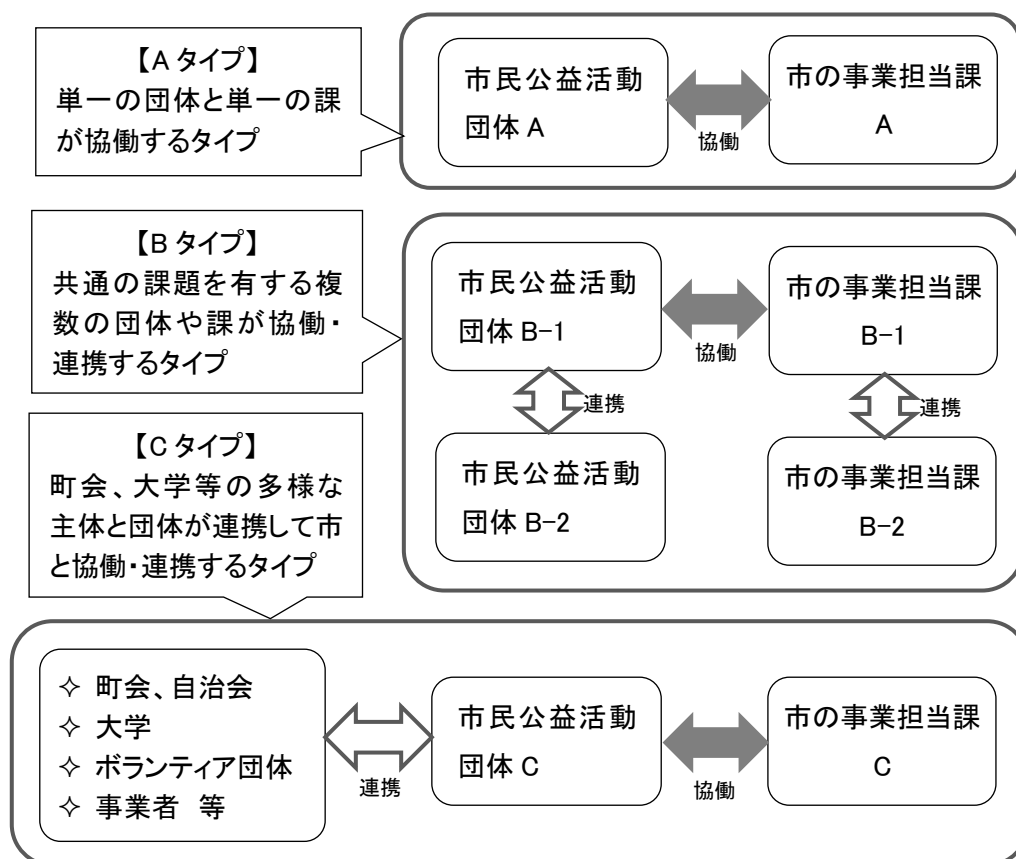 【Aタイプ】
単一の団体と単一の課
が協働するタイプ
市民公益活動
団体 A
協働
市の事業担当課
A
【Bタイプ】
共通の課題を有する複
数の団体や課が協働・
連携するタイプ
市民公益活動
団体 B-1
協働
市の事業担当課
B-1
連携
連携
市民公益活動
団体 B-2
市の事業担当課
B-2
【Cタイプ】
町会、大学等の多様な
主体と団体が連携して市
と協働・連携するタイプ
✧ 町会、自治会
✧ 大学
✧ ボランティア団体
✧ 事業者 等
連携
市民公益活動
団体 C
協働
市の事業担当課
C